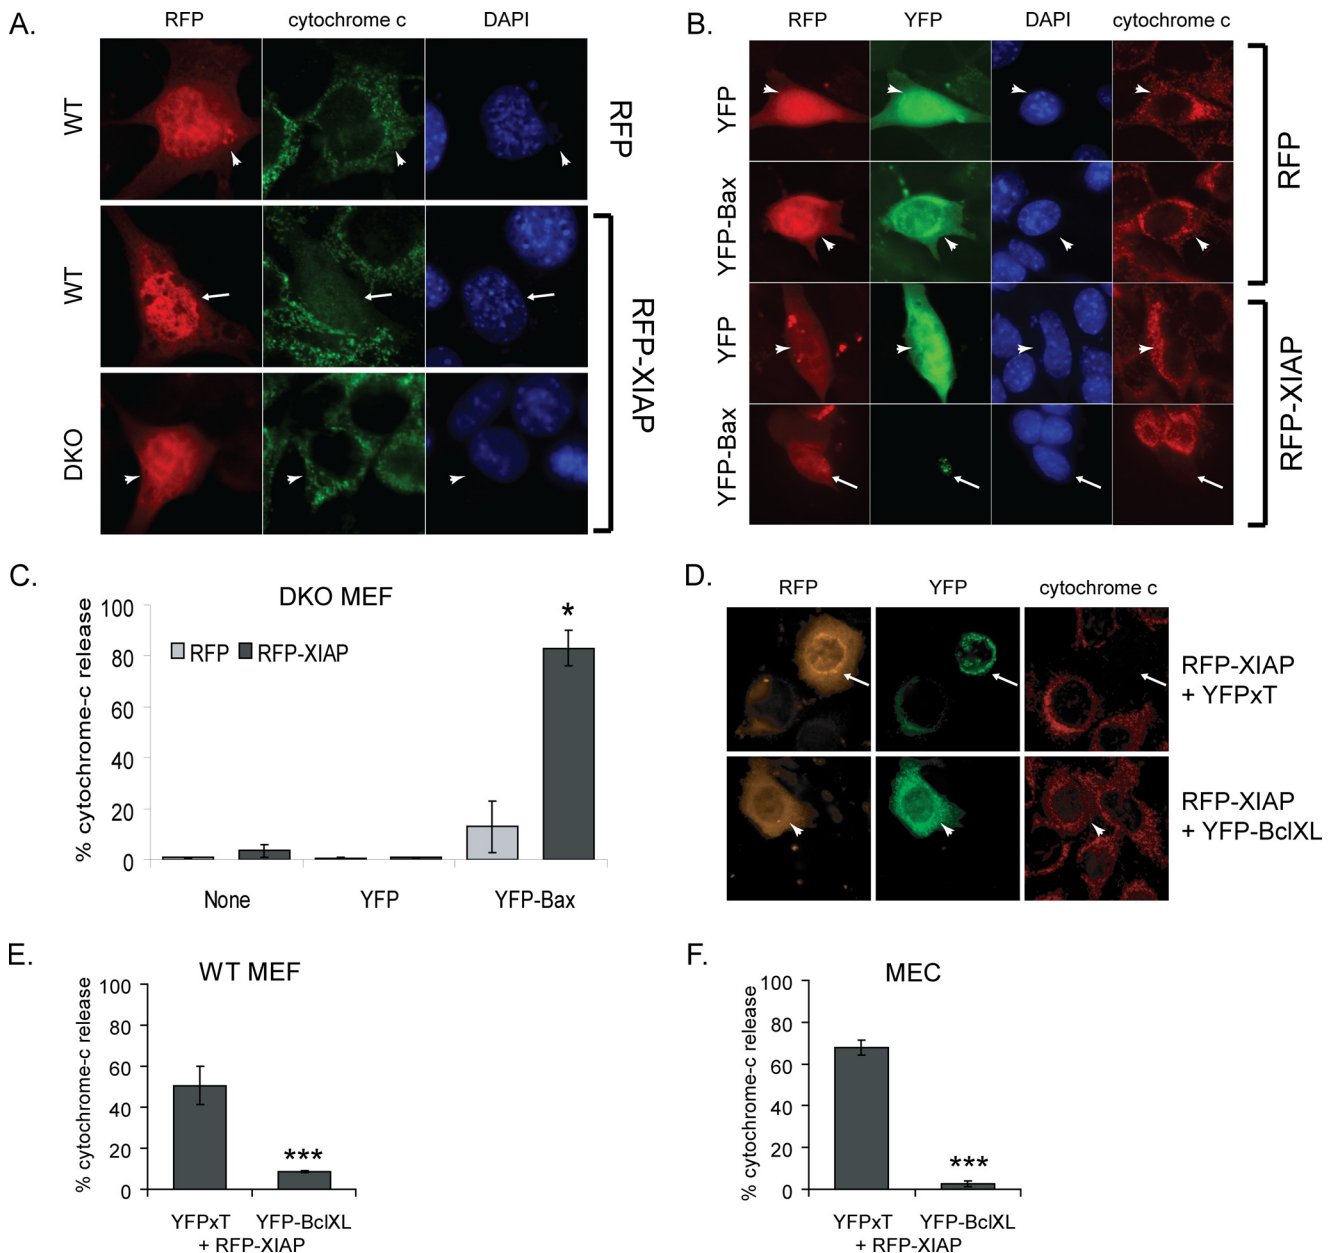 A.
RFP cytochrome c DAPI
WT
RFP
WT
RFP-XIAP
DKO
B.
RFP YFP DAPI cytochrome c
YFP
YFP-Bax
RFP
YFP
YFP-Bax
RFP-XIAP
C.
DKO MEF
% cytochrome-c release
100
80
60
40
20
0
RFP RFP-XIAP
*
None YFP YFP-Bax
D.
RFP YFP cytochrome c
RFP-XIAP
+ YFPxT
RFP-XIAP
+ YFP-BclXL
E.
WT MEF
% cytochrome-c release
100
80
60
40
20
0
***
YFPxT YFP-BclXL
+ RFP-XIAP
F.
MEC
% cytochrome-c release
100
80
60
40
20
0
***
YFPxT YFP-BclXL
+ RFP-XIAP